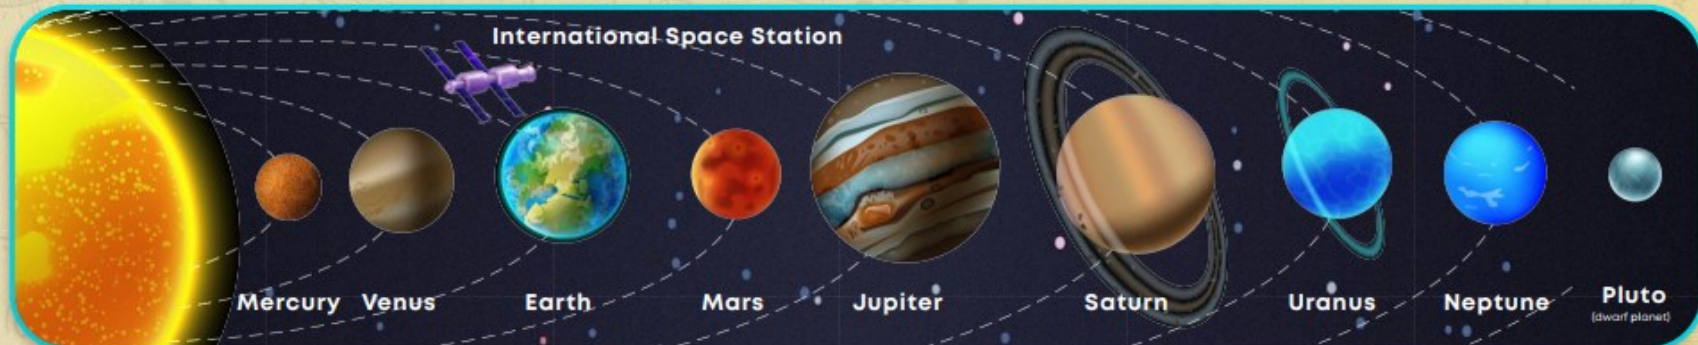 International Space Station
Mercury
Venus
Earth
Mars
Jupiter
Saturn
Uranus
Neptune
Pluto
(dwarf planet)